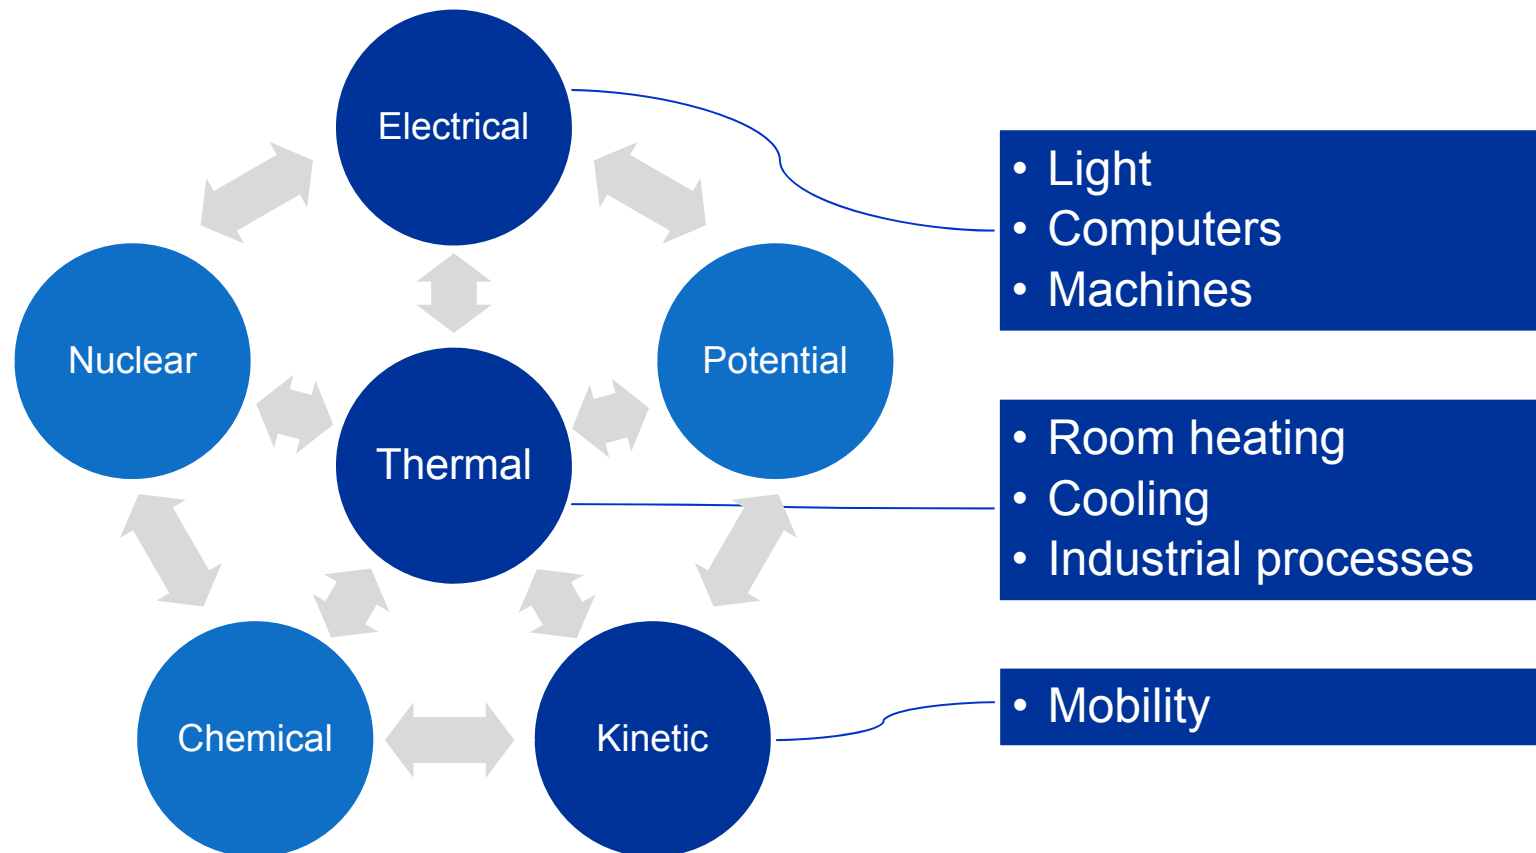 Electrical
Nuclear
Potential
Thermal
Chemical
Kinetic
• Light
• Computers
• Machines
• Room heating
• Cooling
• Industrial processes
• Mobility